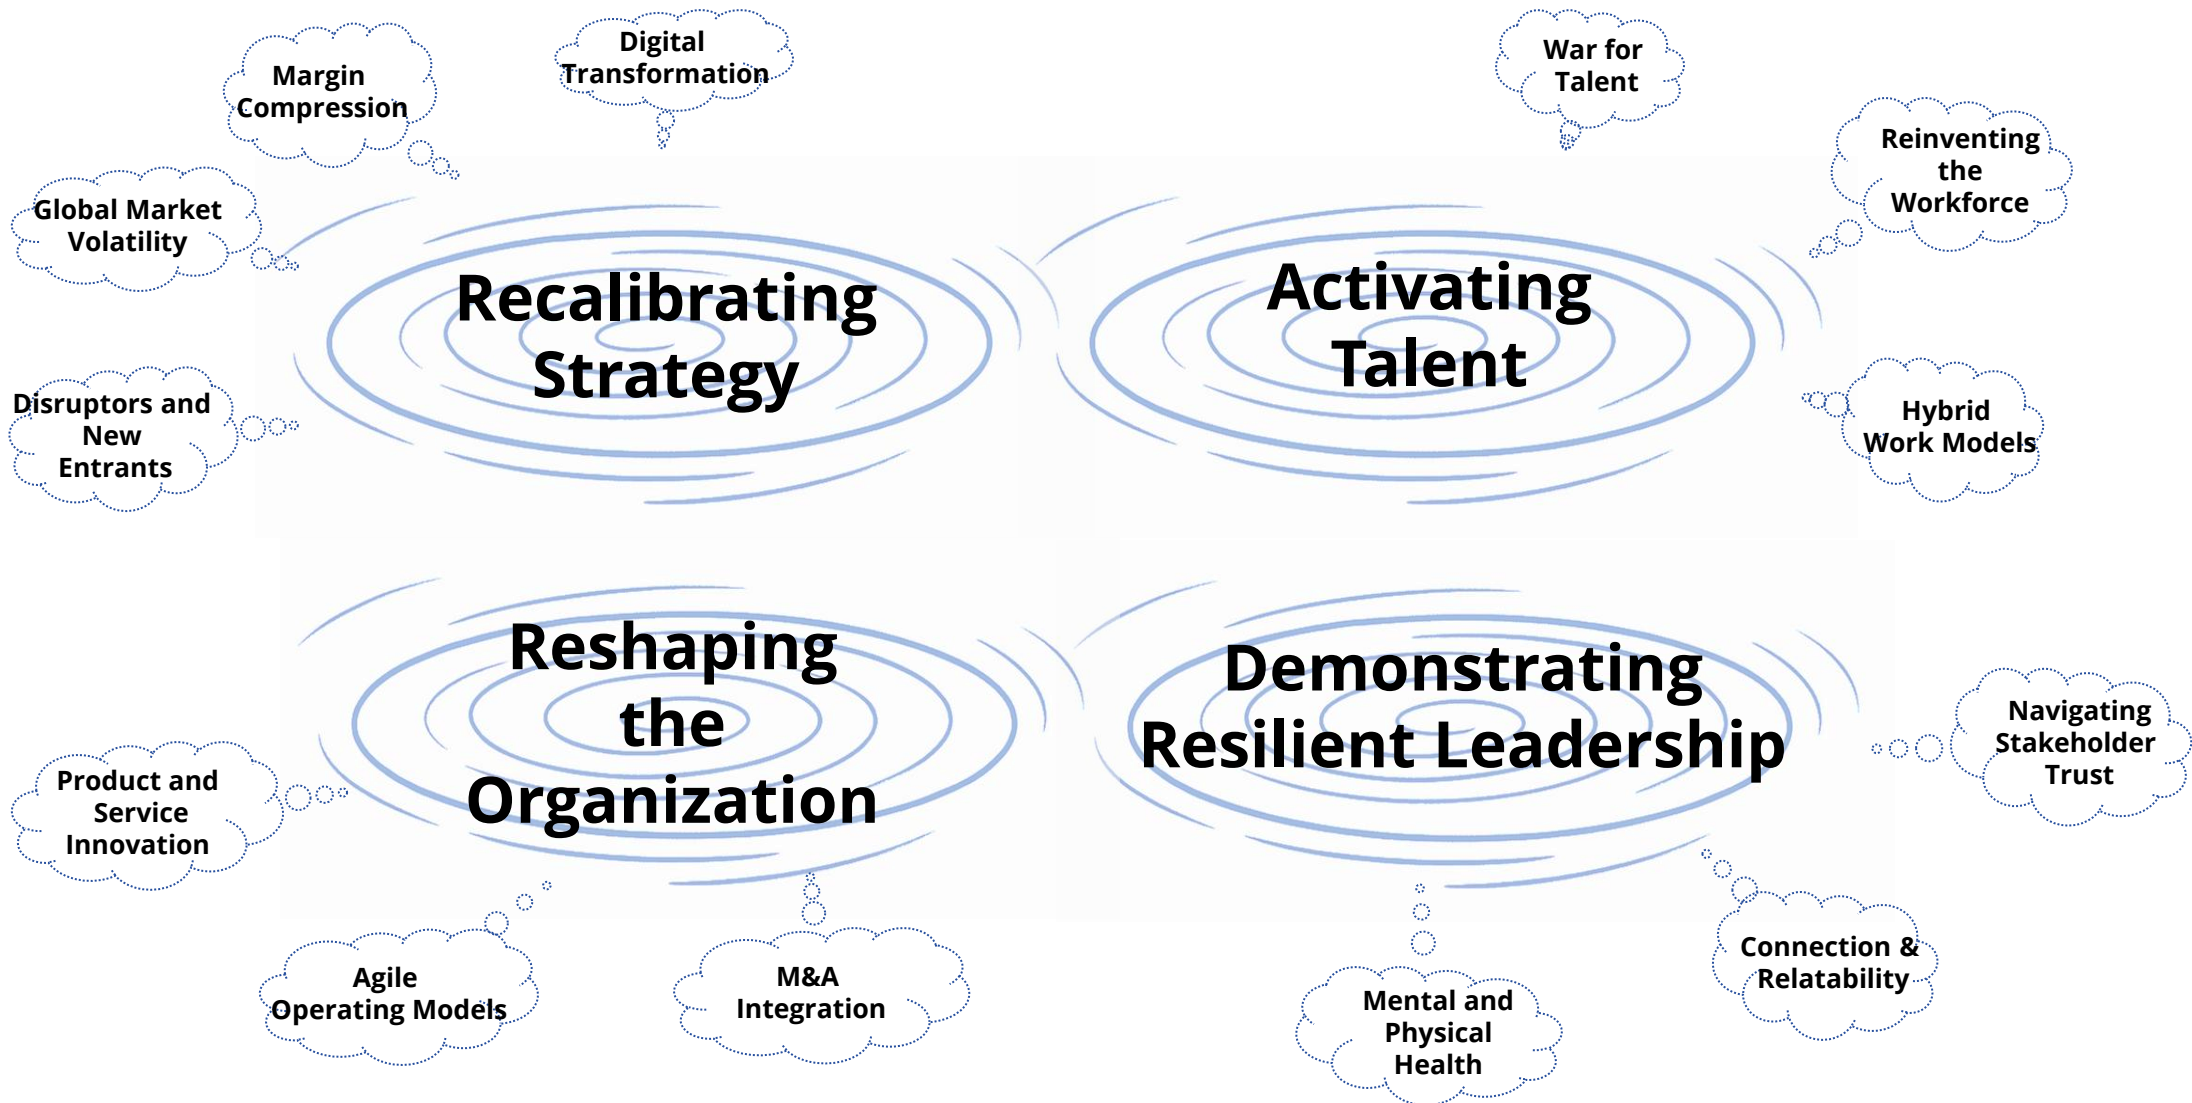 Digital
Transformation
Margin
Compression
Global Market
Volatility
Disruptors and
New
Entrants
Recalibrating
Strategy
War for
Talent
Reinventing
the
Workforce
Hybrid
Work Models
Activating
Talent
Reshaping
the
Organization
Product and
Service
Innovation
Agile
Operating Models
M&A
Integration
Demonstrating
Resilient Leadership
Navigating
Stakeholder
Trust
Connection &
Relatability
Mental and
Physical
Health